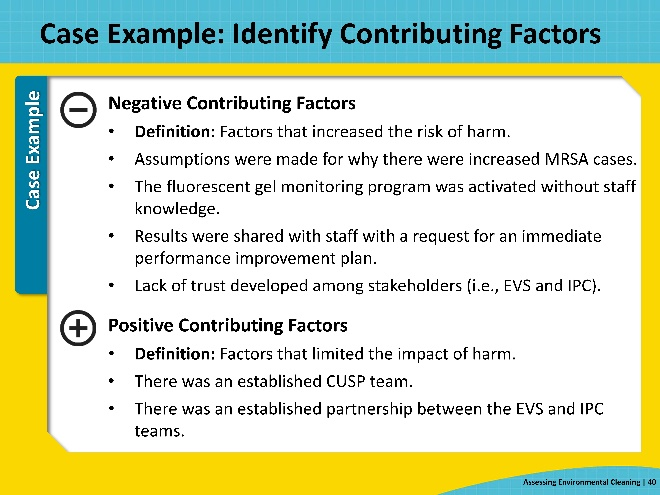 Case Example: Identify Contributing Factors
Case Example
Negative Contributing Factors
• Definition: Factors that increased the risk of harm.
• Assumptions were made for why there were increased MRSA cases.
• The fluorescent gel monitoring program was activated without staff
knowledge.
• Results were shared with staff with a request for an immediate
performance improvement plan.
• Lack of trust developed among stakeholders (i.e., EVS and IPC).
Positive Contributing Factors
• Definition: Factors that limited the impact of harm.
• There was an established CUSP team.
• There was an established partnership between the EVS and IPC
teams.
Assessing Environmental Cleaning | 40